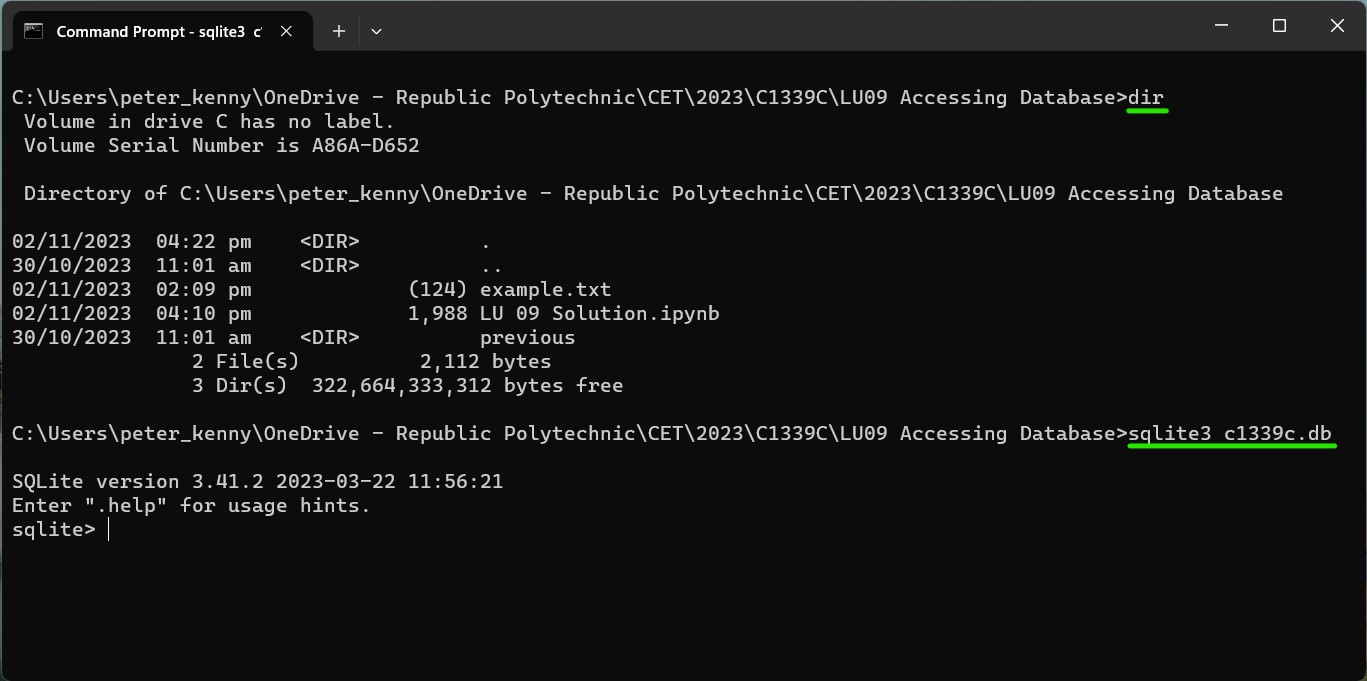 Command Prompt - sqlite3 c'
C:\Users\peter_kenny\OneDrive - Republic Polytechnic\CET\2023\C1339C\LU09 Accessing Database>dir
 Volume in drive C has no label.
 Volume Serial Number is A86A-D652
 Directory of C:\Users\peter_kenny\OneDrive - Republic Polytechnic\CET\2023\C1339C\LU09 Accessing Database
02/11/2023  04:22 pm    <DIR>          .
30/10/2023  11:01 am    <DIR>          ..
02/11/2023  02:09 pm             (124) example.txt
02/11/2023  04:10 pm             1,988 LU 09 Solution.ipynb
30/10/2023  11:01 am    <DIR>          previous
               2 File(s)          2,112 bytes
               3 Dir(s)  322,664,333,312 bytes free
C:\Users\peter_kenny\OneDrive - Republic Polytechnic\CET\2023\C1339C\LU09 Accessing Database>sqlite3 c1339c.db
SQLite version 3.41.2 2023-03-22 11:56:21
Enter ".help" for usage hints.
sqlite>